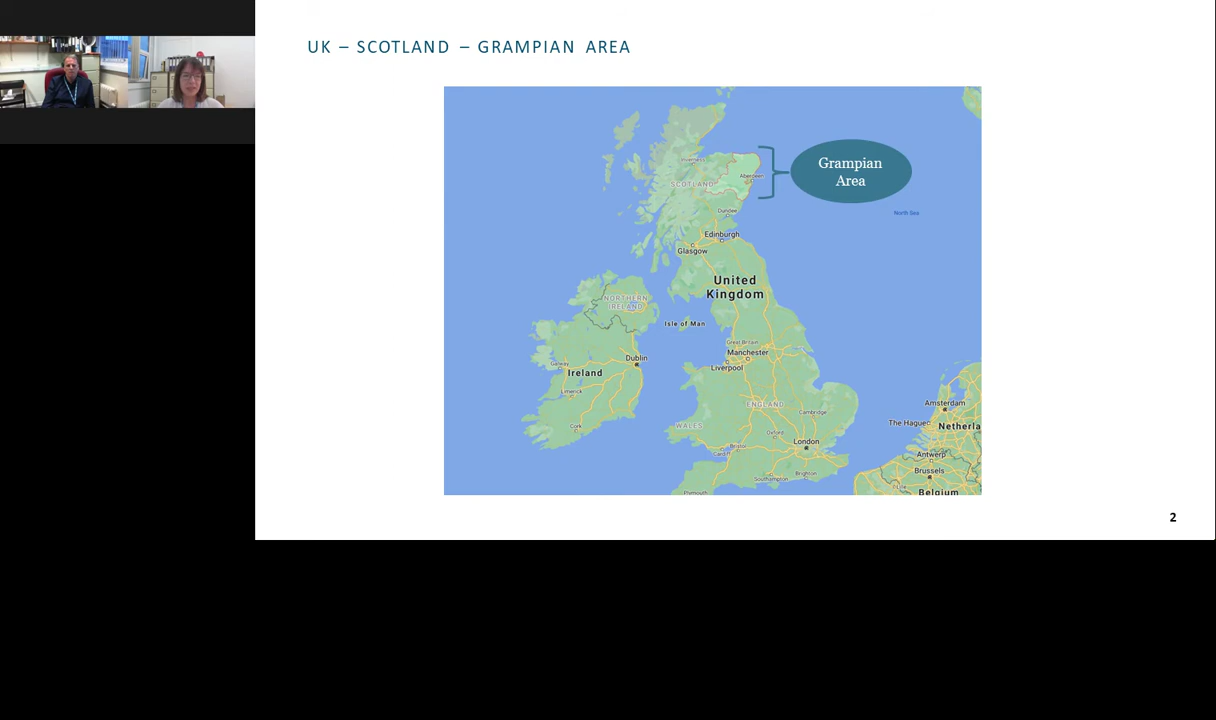 UK – SCOTLAND – GRAMPIAN AREA
Inverness
SCOTLAND
Aberdeen
Grampian
Area
Dundee
North Sea
Edinburgh
Glasgow
United
Kingdom
NORTHERN
IRELAND
Isle of Man
Great Britain
Manchester
Dublin
Galway
Liverpool
Ireland
Limerick
ENGLAND
Amsterdam
Cambridge
The Hague
Netherla
Cork
WALES
Oxford
London
Bristol
Cardiff
Antwerp
Brussels
Southampton
Brighton
Lille
Plymouth
Belgium
2